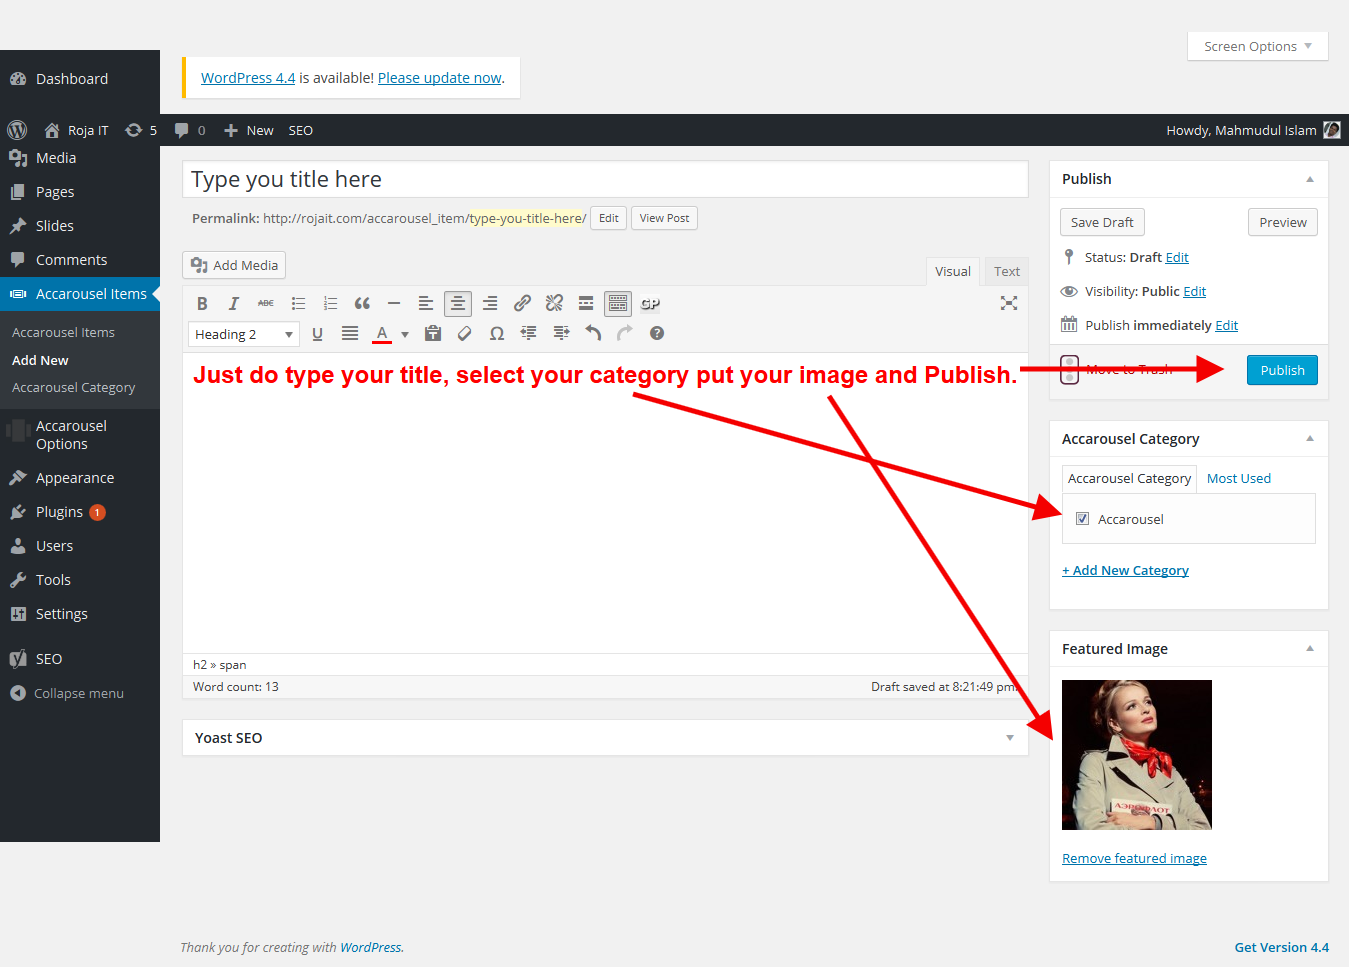 Screen Options
Dashboard
WordPress 4.4 is available! Please update now.
Roja IT 5 0 New SEO Howdy, Mahmudul Islam
Media
Pages
Slides
Comments
Accarousel Items
Accarousel Items
Add New
Accarousel Category
Accarousel
Options
Appearance
Plugins 1
Users
Tools
Settings
SEO
Collapse menu
Type you title here
Permalink: http://rojait.com/accarousel_item/type-you-title-here/ Edit View Post
Add Media
Visual Text
B I ABC GP
Heading 2 U A Ω
Just do type your title, select your category put your image and Publish.
h2 » span
Word count: 13 Draft saved at 8:21:49 pm.
Yoast SEO
Publish
Save Draft Preview
Status: Draft Edit
Visibility: Public Edit
Publish immediately Edit
Move to Trash Publish
Accarousel Category
Accarousel Category Most Used
Accarousel
+ Add New Category
Featured Image
АЭРОФЛОТ
Remove featured image
Thank you for creating with WordPress. Get Version 4.4